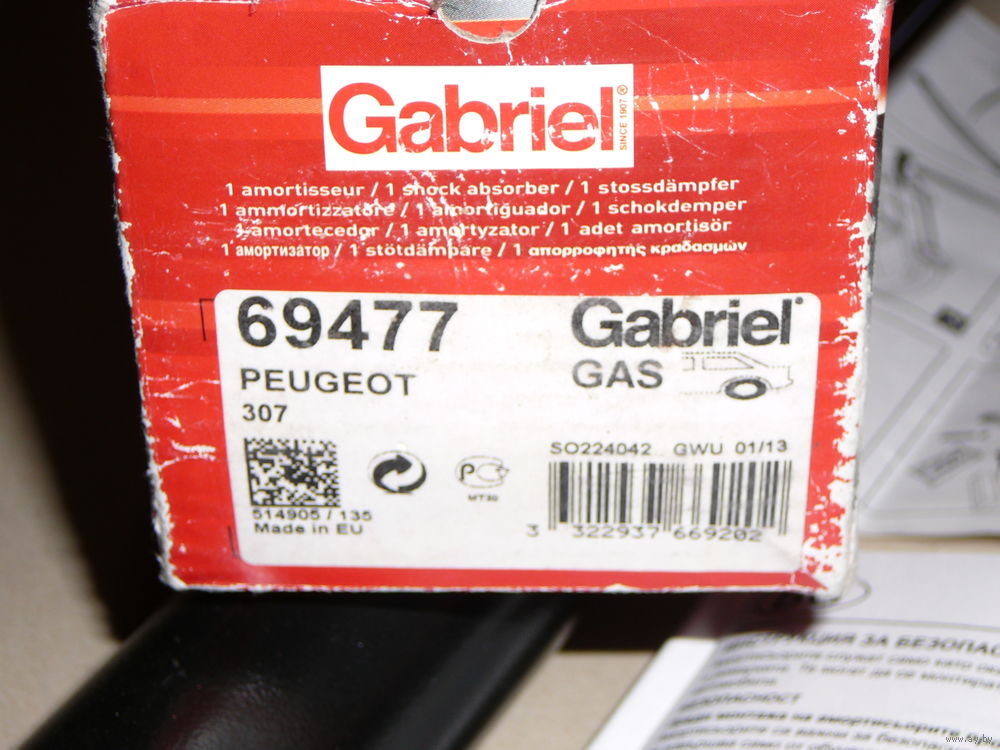 Gabriel®
SINCE 1907
1 amortisseur / 1 shock absorber / 1 stossdämpfer
1 ammortizzatore / 1 amortiguador / 1 schokdemper
1 amortecedor / 1 amortyzator / 1 adet amortisör
1 амортизатор / 1 stötdämpare / 1 απορροφητής κραδασμών
69477
Gabriel
PEUGEOT
GAS
307
SO224042 GWU 01/13
514905 / 135
Made in EU
3 322937 669202
ЗА БЕЗОПАС
www.ay.by